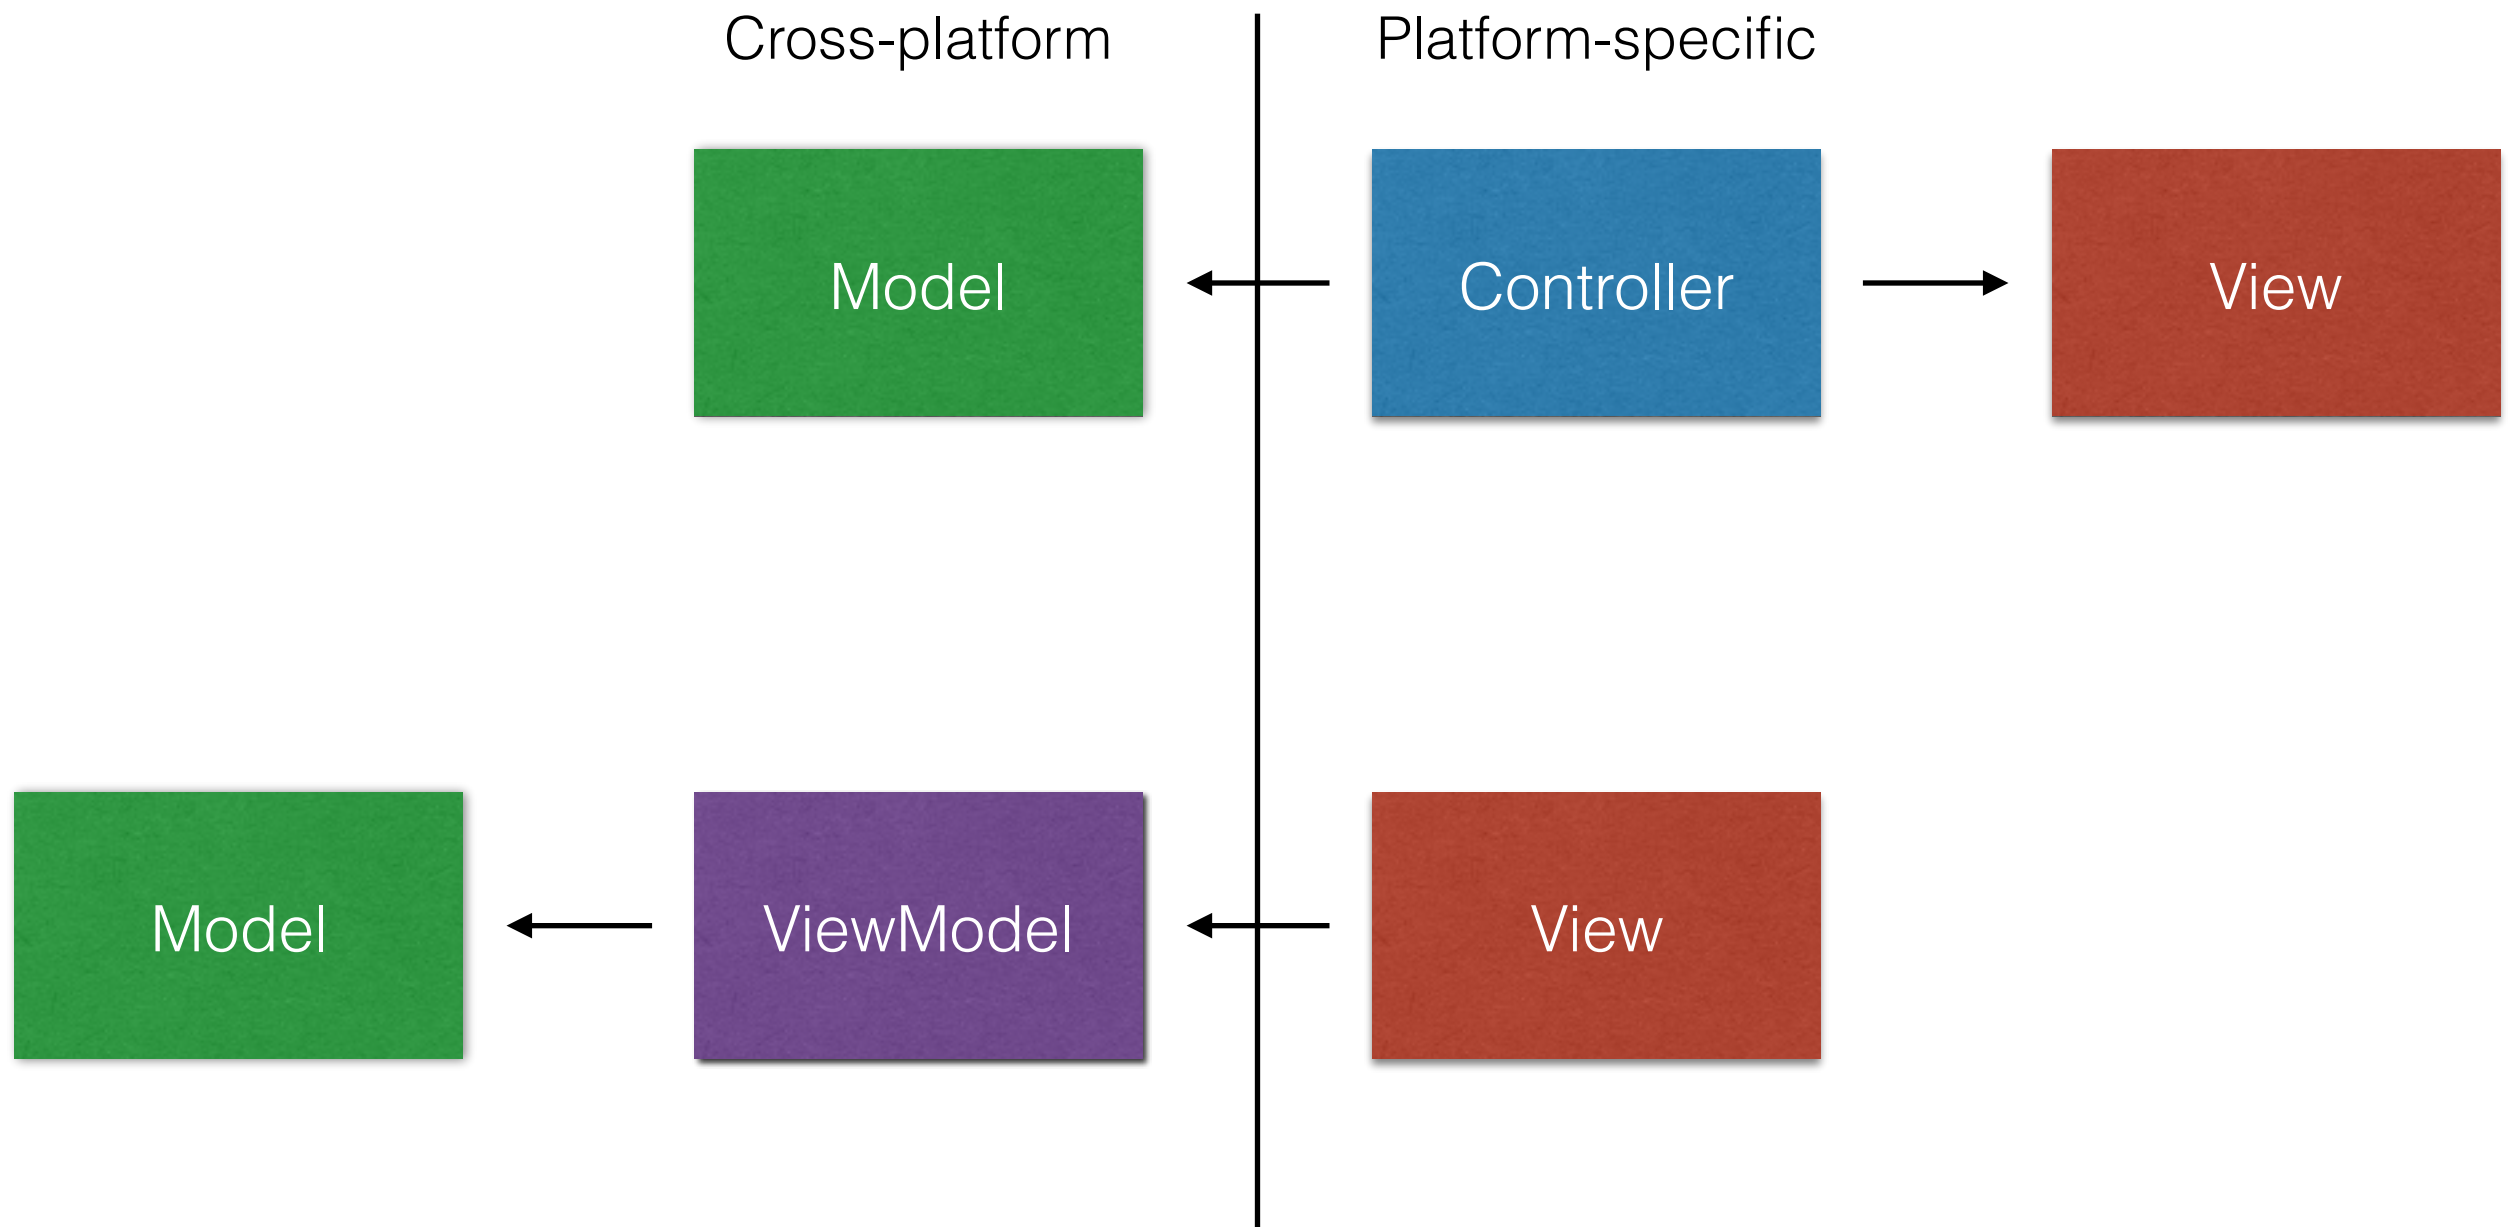 Cross-platform
Platform-specific
Model
Controller
View
Model
ViewModel
View